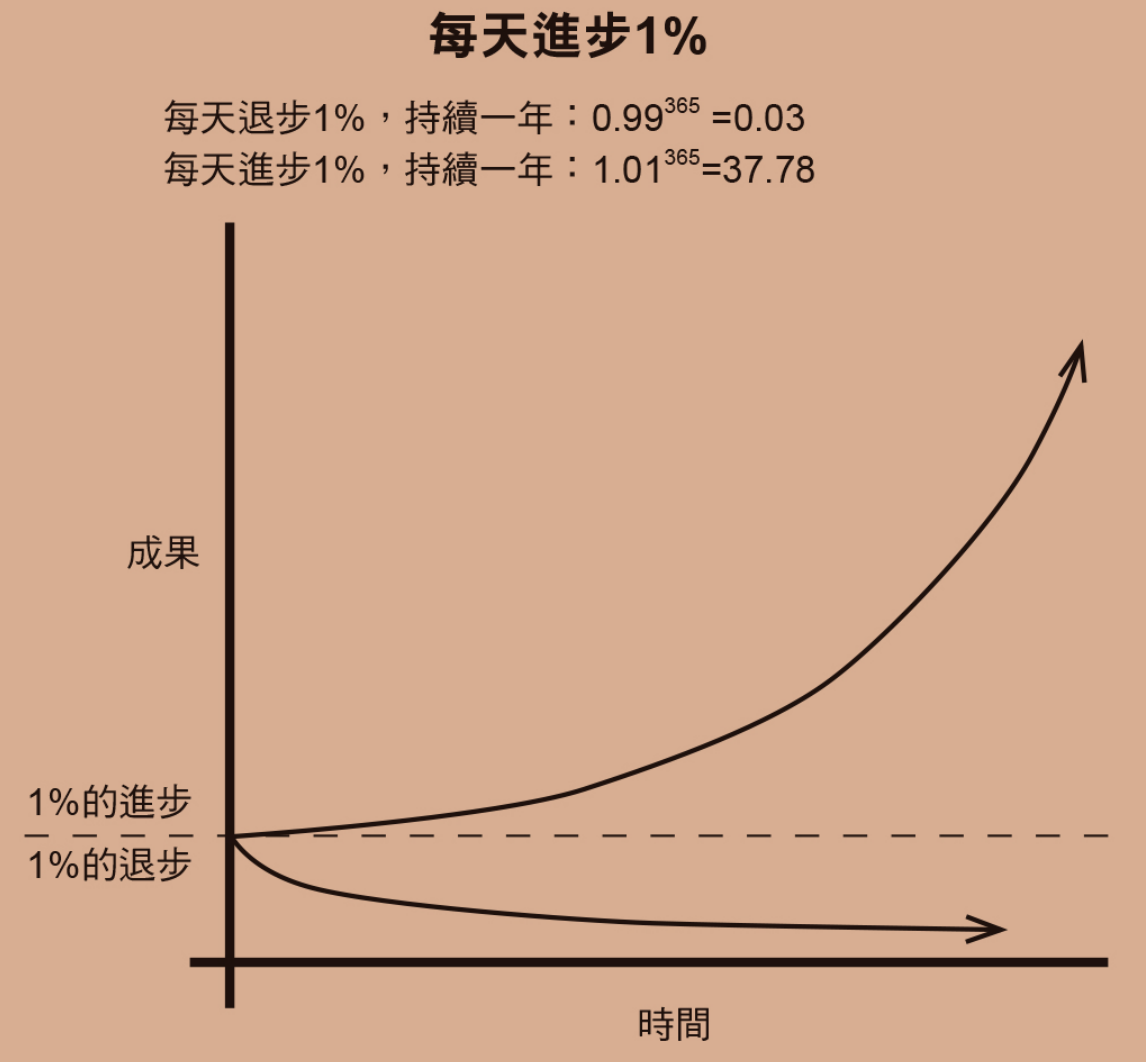 每天進步1%
每天退步1%，持續一年：0.99³⁶⁵ =0.03
每天進步1%，持續一年：1.01³⁶⁵=37.78
成果
1%的進步
1%的退步
時間